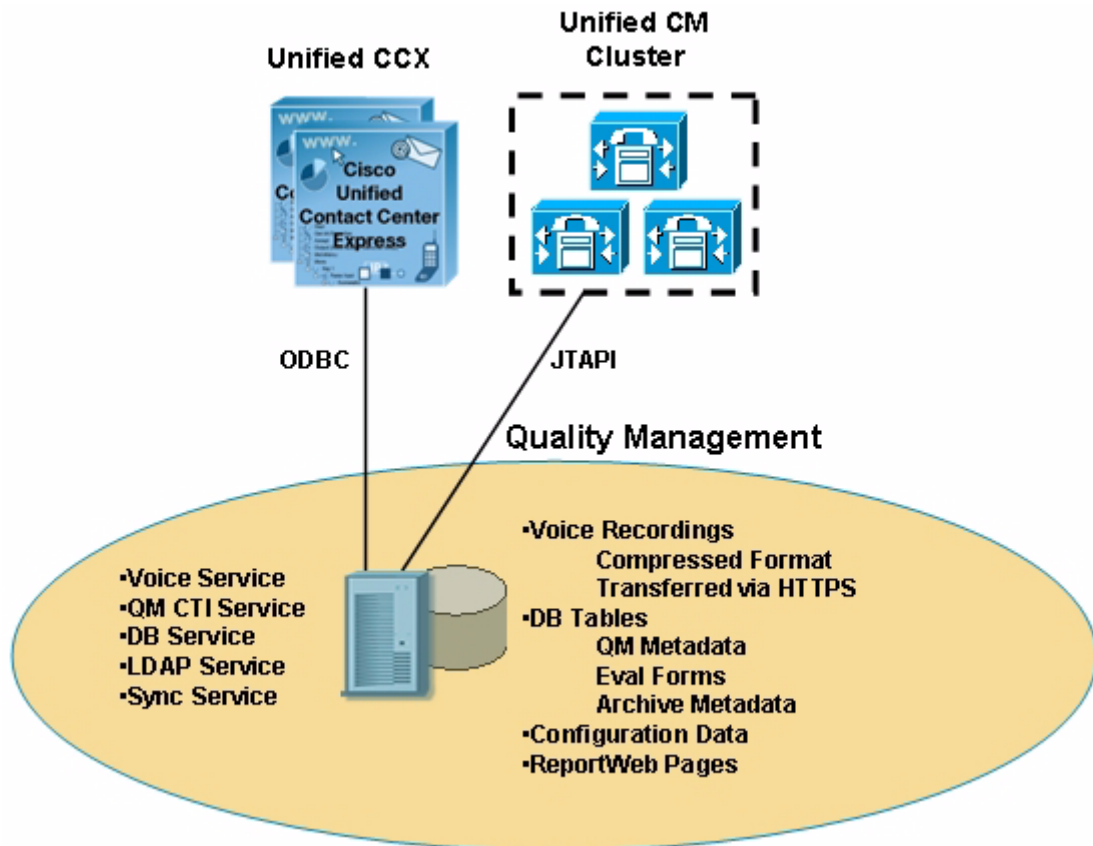 Unified CCX
Unified CM
Cluster
www.
www.
Cisco
Unified
Contact Center
Express
ODBC
JTAPI
Quality Management
•Voice Service
•QM CTI Service
•DB Service
•LDAP Service
•Sync Service
•Voice Recordings
Compressed Format
Transferred via HTTPS
•DB Tables
QM Metadata
Eval Forms
Archive Metadata
•Configuration Data
•ReportWeb Pages